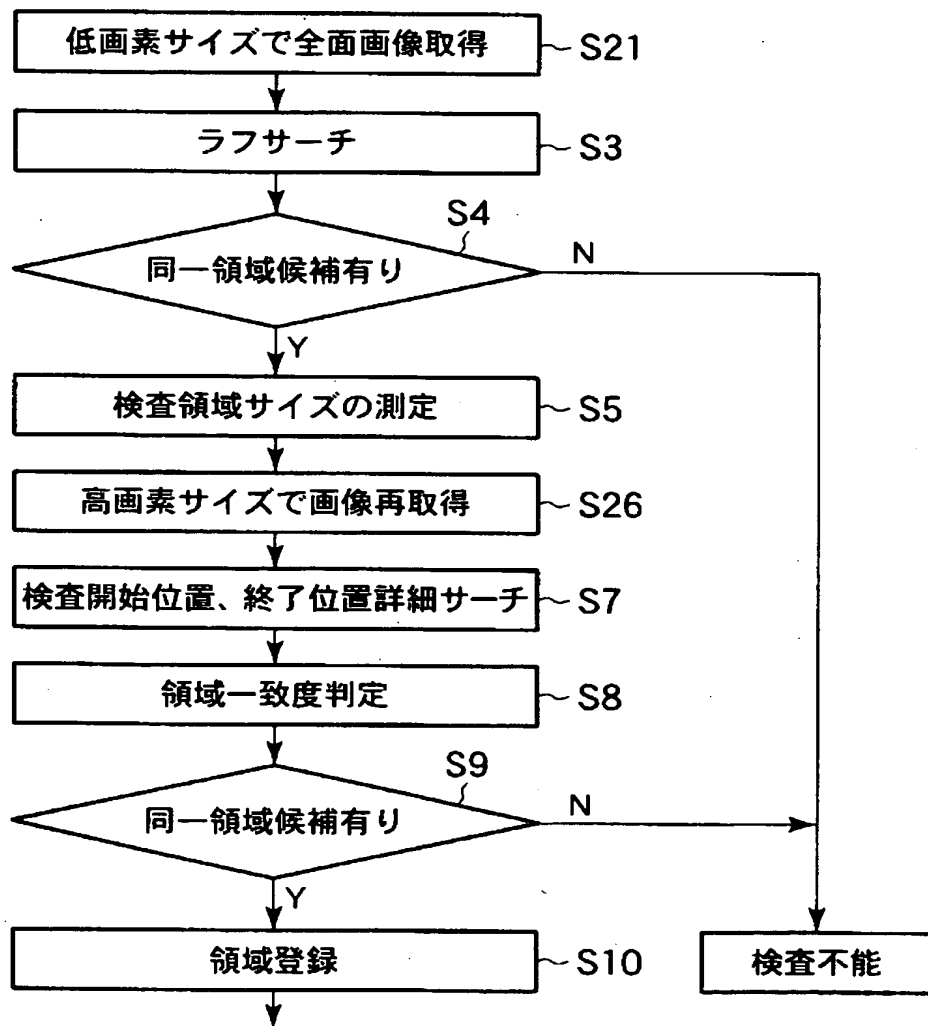 低画素サイズで全面画像取得
S21
ラフサーチ
S3
S4
同一領域候補有り
N
Y
検査領域サイズの測定
S5
高画素サイズで画像再取得
S26
検査開始位置、終了位置詳細サーチ
S7
領域一致度判定
S8
S9
同一領域候補有り
N
Y
領域登録
S10
検査不能